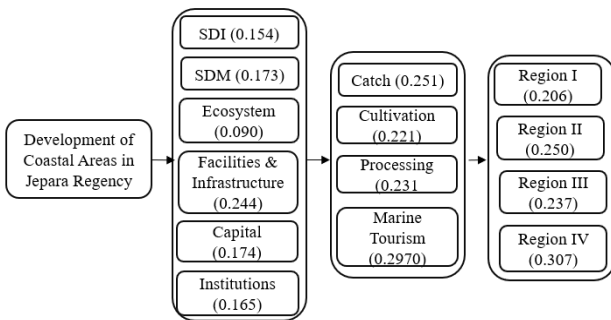 Development of
Coastal Areas in
Jepara Regency
SDI (0.154)
SDM (0.173)
Ecosystem
(0.090)
Facilities &
Infrastructure
(0.244)
Capital
(0.174)
Institutions
(0.165)
Catch (0.251)
Cultivation
(0.221)
Processing
(0.231
Marine
Tourism
(0.2970)
Region I
(0.206)
Region II
(0.250)
Region III
(0.237)
Region IV
(0.307)